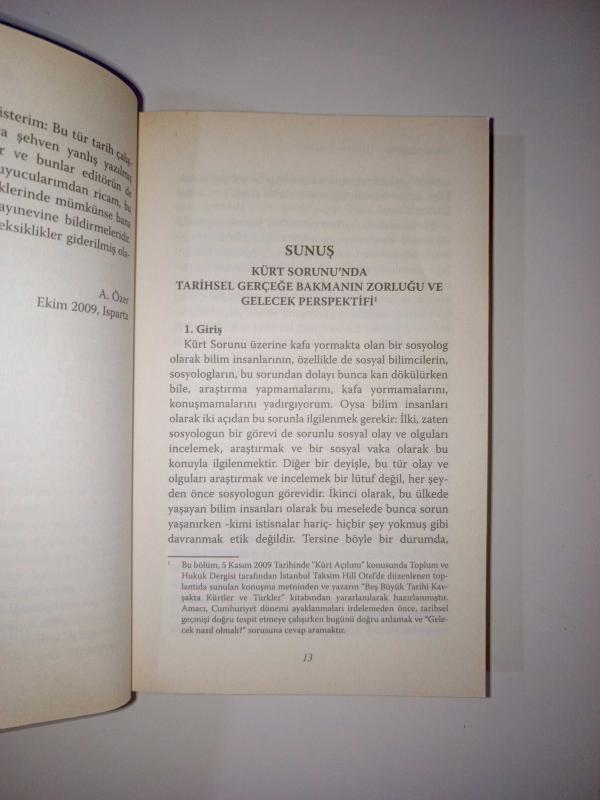 isterim: Bu tür tarih çalış-
a şehven yanlış yazılmış
r ve bunlar editörün de
uyucularımdan ricam, bu
klerinde mümkünse bana
ayınevine bildirmeleridir.
eksiklikler giderilmiş ola-
A. Özer
Ekim 2009, Isparta
SUNUŞ
KÜRT SORUNU'NDA
TARİHSEL GERÇEĞE BAKMANIN ZORLUĞU VE
GELECEK PERSPEKTİFİ¹
1. Giriş
Kürt Sorunu üzerine kafa yormakta olan bir sosyolog
olarak bilim insanlarının, özellikle de sosyal bilimcilerin,
sosyologların, bu sorundan dolayı bunca kan dökülürken
bile, araştırma yapmamalarını, kafa yormamalarını,
konuşmamalarını yadırgıyorum. Oysa bilim insanları
olarak iki açıdan bu sorunla ilgilenmek gerekir: İlki, zaten
sosyologun bir görevi de sorunlu sosyal olay ve olguları
incelemek, araştırmak ve bir sosyal vaka olarak bu
konuyla ilgilenmektir. Diğer bir deyişle, bu tür olay ve
olguları araştırmak ve incelemek bir lütuf değil, her şey-
den önce sosyologun görevidir. İkinci olarak, bu ülkede
yaşayan bilim insanları olarak bu meselede bunca sorun
yaşanırken -kimi istisnalar hariç- hiçbir şey yokmuş gibi
davranmak etik değildir. Tersine böyle bir durumda,
¹ Bu bölüm, 5 Kasım 2009 Tarihinde "Kürt Açılımı" konusunda Toplum ve
Hukuk Dergisi tarafından İstanbul Taksim Hill Otel'de düzenlenen top-
lantıda sunulan konuşma metninden ve yazarın "Beş Büyük Tarihi Kav-
şakta Kürtler ve Türkler" kitabından yararlanılarak hazırlanmıştır.
Amacı, Cumhuriyet dönemi ayaklanmaları irdelemeden önce, tarihsel
geçmişi doğru tespit etmeye çalışırken bugünü doğru anlamak ve "Gele-
cek nasıl olmalı?" sorusuna cevap aramaktır.
13